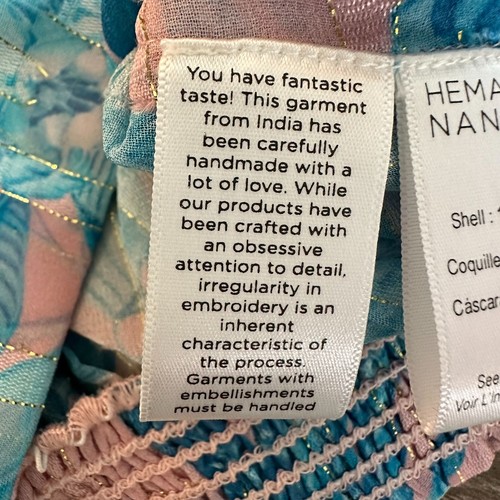 You have fantastic
taste! This garment
from India has
been carefully
handmade with a
lot of love. While
our products have
been crafted with
an obsessive
attention to detail,
irregularity in
embroidery is an
inherent
characteristic of
the process.
Garments with
embellishments
must be handled
HEMA
NAN
Shell :
Coquille
Cáscar
See
Voir L'in